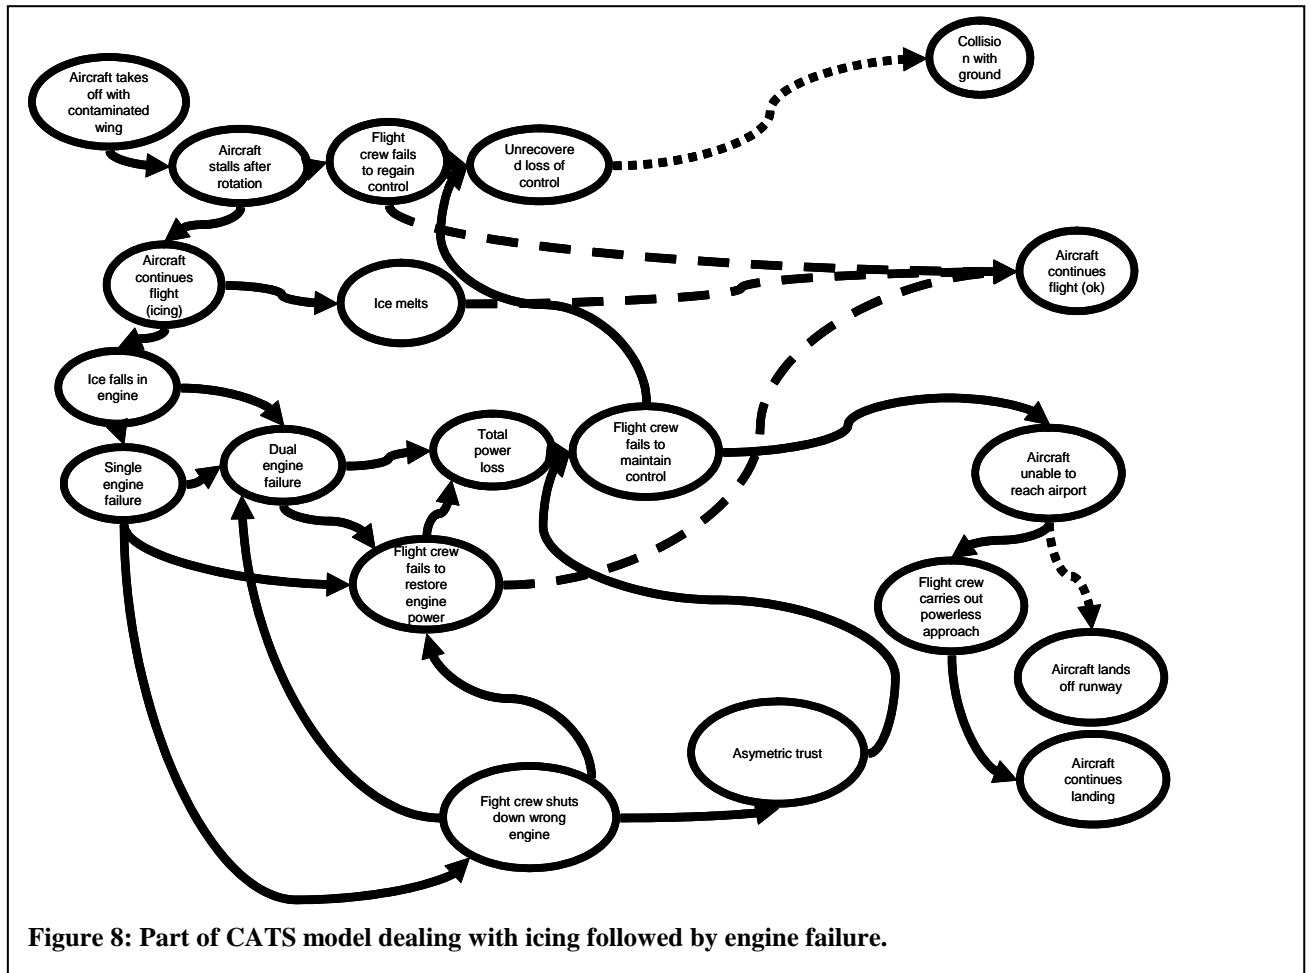 Collisio
n with
ground
Aircraft takes
off with
contaminated
wing
Aircraft
stalls after
rotation
Flight
crew fails
to regain
control
Unrecovere
d loss of
control
Aircraft
continues
flight
(icing)
Ice melts
Aircraft
continues
flight (ok)
Ice falls in
engine
Single
engine
failure
Dual
engine
failure
Total
power
loss
Flight crew
fails to
maintain
control
Aircraft
unable to
reach airport
Flight crew
fails to
restore
engine
power
Flight crew
carries out
powerless
approach
Aircraft lands
off runway
Asymetric trust
Aircraft
continues
landing
Fight crew shuts
down wrong
engine
Figure 8: Part of CATS model dealing with icing followed by engine failure.